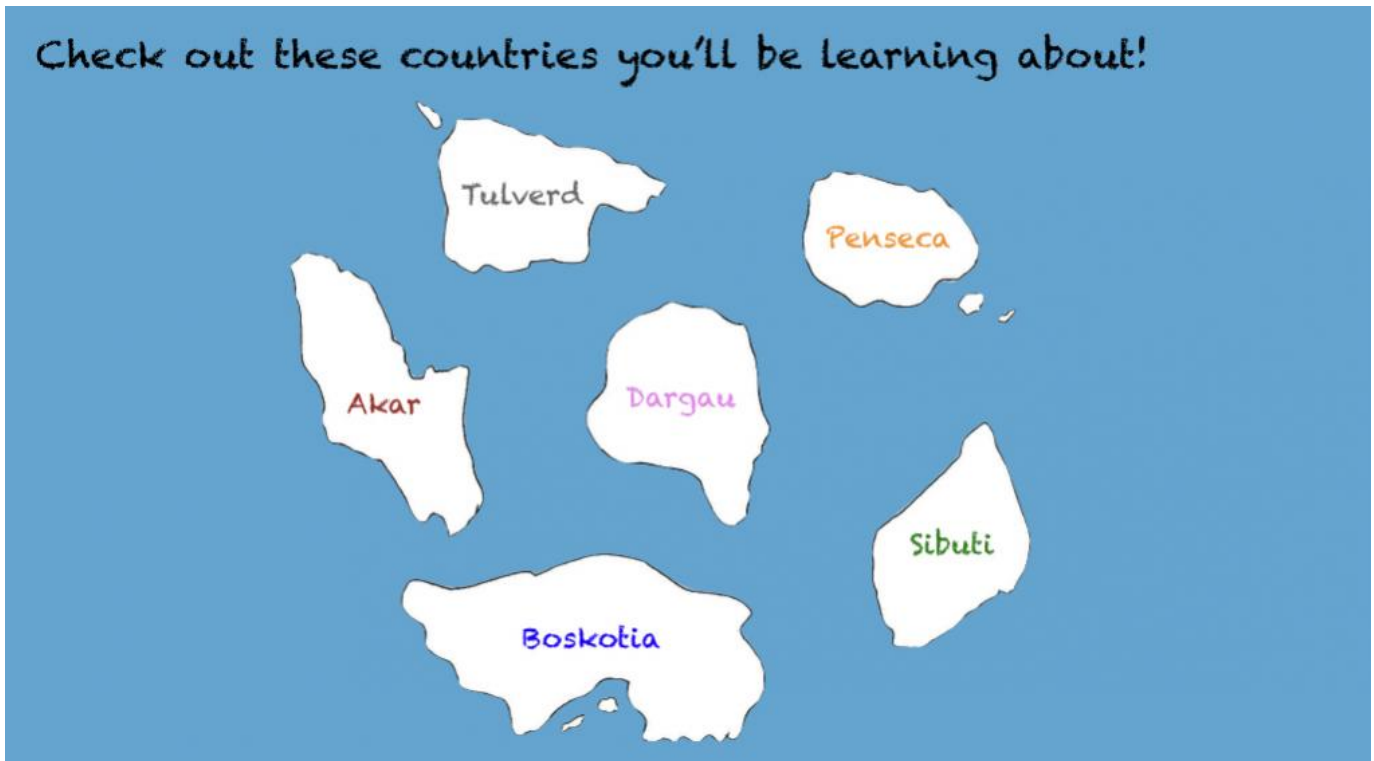 Check out these countries you'll be learning about!
Tulverd
Penseca
Akar
Dargau
Sibuti
Boskotia